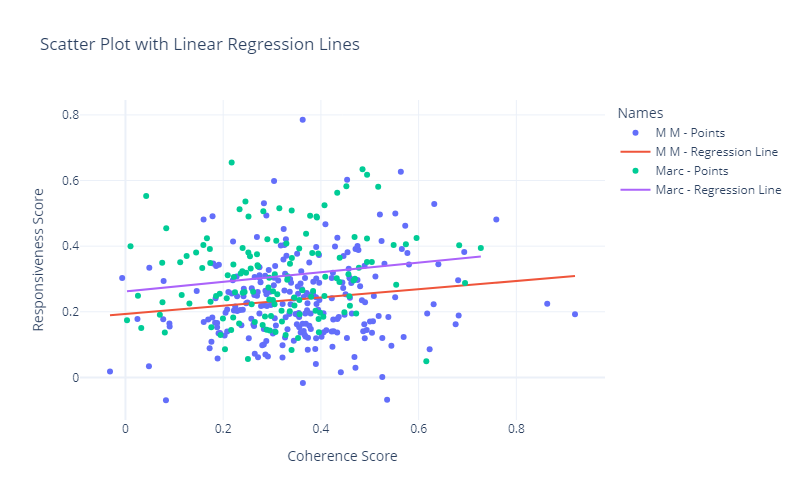 Scatter Plot with Linear Regression Lines
Names
M M - Points
M M - Regression Line
Marc - Points
Marc - Regression Line
Responsiveness Score
0.8
0.6
0.4
0.2
0
0
0.2
0.4
0.6
0.8
Coherence Score